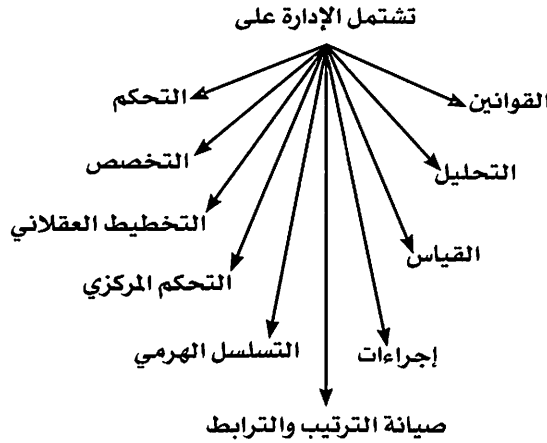 تشتمل الإدارة على
القوانين
التحكم
التحليل
التخصص
القياس
التخطيط العقلاني
التحكم المركزي
إجراءات
التسلسل الهرمي
صيانة الترتيب والترابط